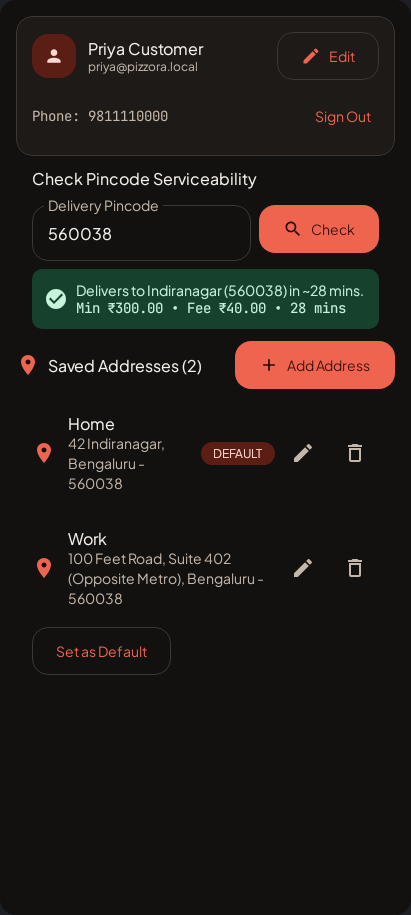 Priya Customer
priya@pizzora.local
Edit
Phone: 9811110000
Sign Out
Check Pincode Serviceability
Delivery Pincode
560038
Check
Delivers to Indiranagar (560038) in ~28 mins.
Min ₹300.00 • Fee ₹40.00 • 28 mins
Saved Addresses (2)
Add Address
Home
42 Indiranagar,
Bengaluru -
560038
DEFAULT
Work
100 Feet Road, Suite 402
(Opposite Metro), Bengaluru -
560038
Set as Default